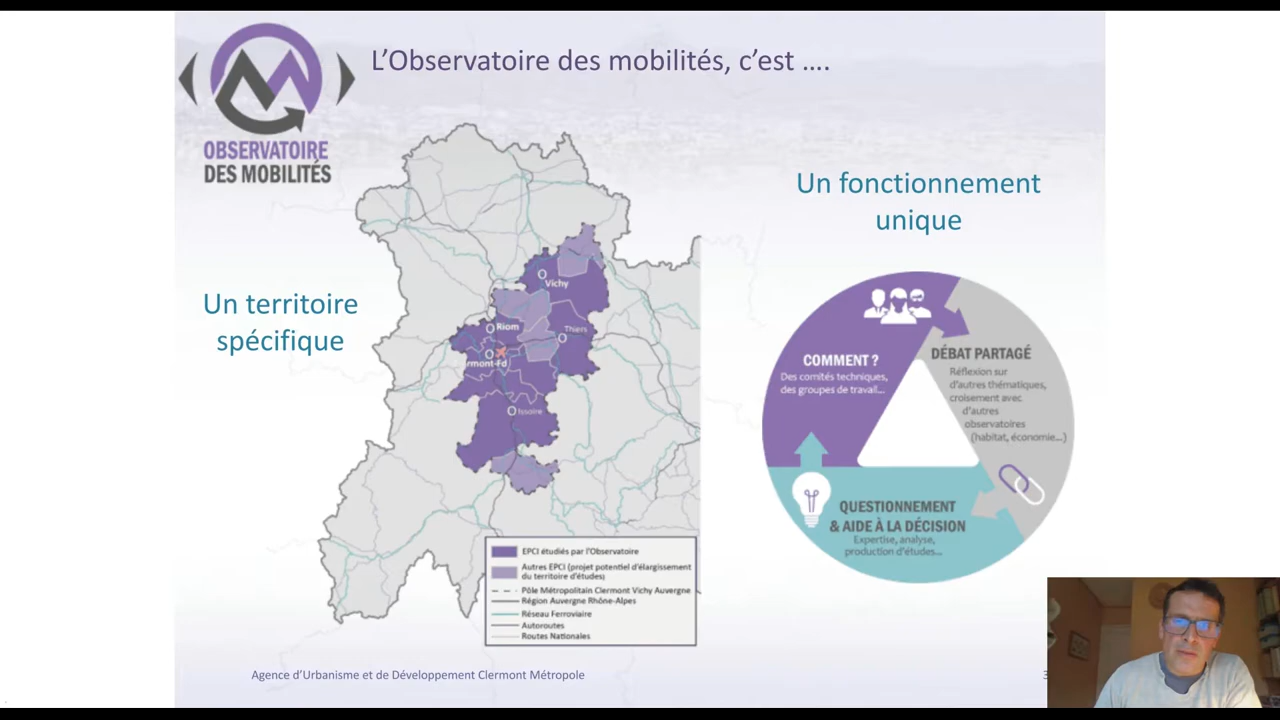 L'Observatoire des mobilités, c'est ....
OBSERVATOIRE
DES MOBILITÉS
Un territoire
spécifique
Vichy
Riom
Thiers
rmont-Fd
Issoire
EPCI étudiés par l'Observatoire
Autres EPCI (projet potentiel d'élargissement
du territoire d'études)
Pôle Métropolitain Clermont Vichy Auvergne
Région Auvergne Rhône-Alpes
Réseau Ferroviaire
Autoroutes
Routes Nationales
Un fonctionnement
unique
COMMENT ?
Des comités techniques,
des groupes de travail...
DÉBAT PARTAGÉ
Réflexion sur
d'autres thématiques,
croisement avec
d'autres
observatoires
(habitat, économie...)
QUESTIONNEMENT
& AIDE À LA DÉCISION
Expertise, analyse,
production d'études...
Agence d'Urbanisme et de Développement Clermont Métropole
3